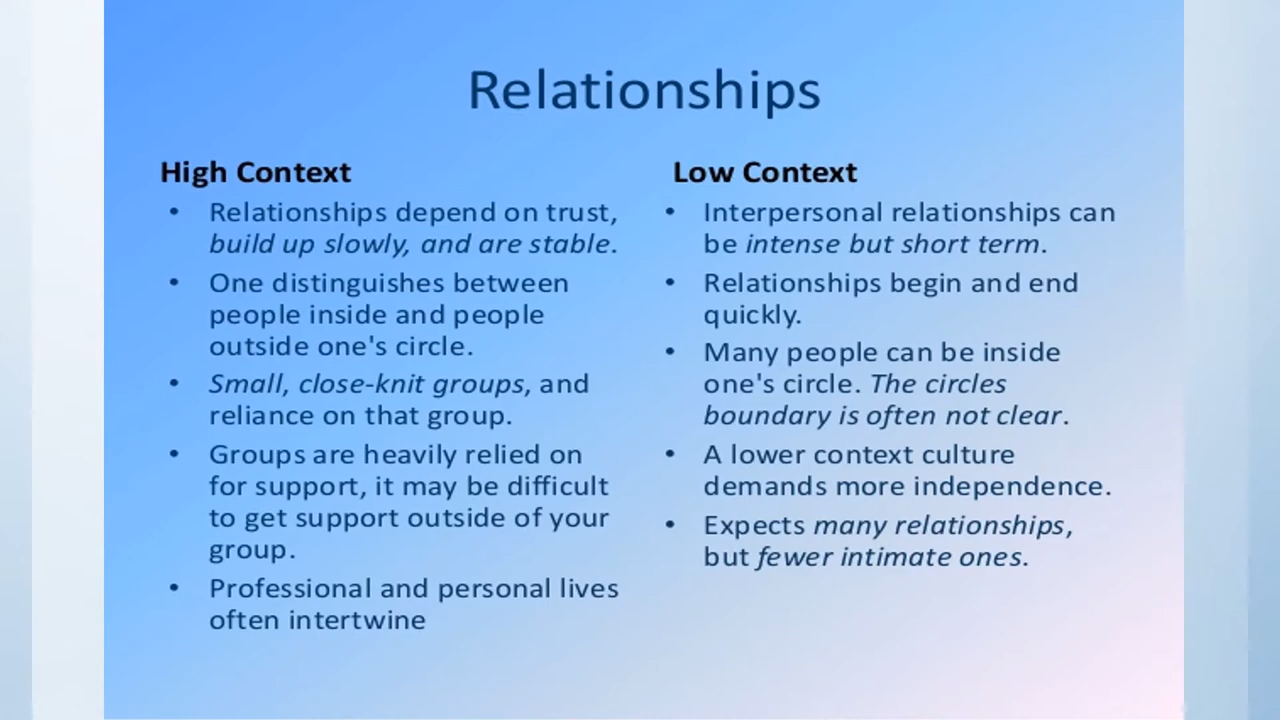 Relationships
High Context
• Relationships depend on trust,
build up slowly, and are stable.
• One distinguishes between
people inside and people
outside one's circle.
• Small, close-knit groups, and
reliance on that group.
• Groups are heavily relied on
for support, it may be difficult
to get support outside of your
group.
• Professional and personal lives
often intertwine
Low Context
• Interpersonal relationships can
be intense but short term.
• Relationships begin and end
quickly.
• Many people can be inside
one's circle. The circles
boundary is often not clear.
• A lower context culture
demands more independence.
• Expects many relationships,
but fewer intimate ones.